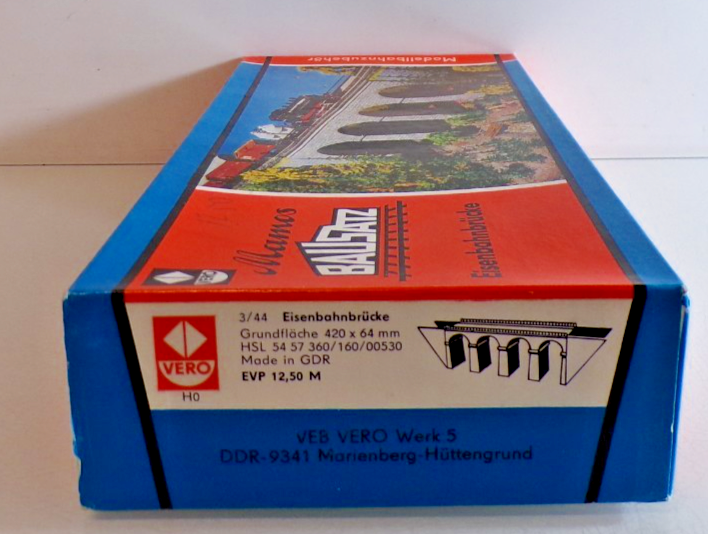 Modellbahnzubehör
Mamos
BAUSATZ
Eisenbahnbrücke
VERO
VERO
H0
3/44 Eisenbahnbrücke
Grundfläche 420 x 64 mm
HSL 54 57 360/160/00530
Made in GDR
EVP 12,50 M
VEB VERO Werk 5
DDR-9341 Marienberg-Hüttengrund